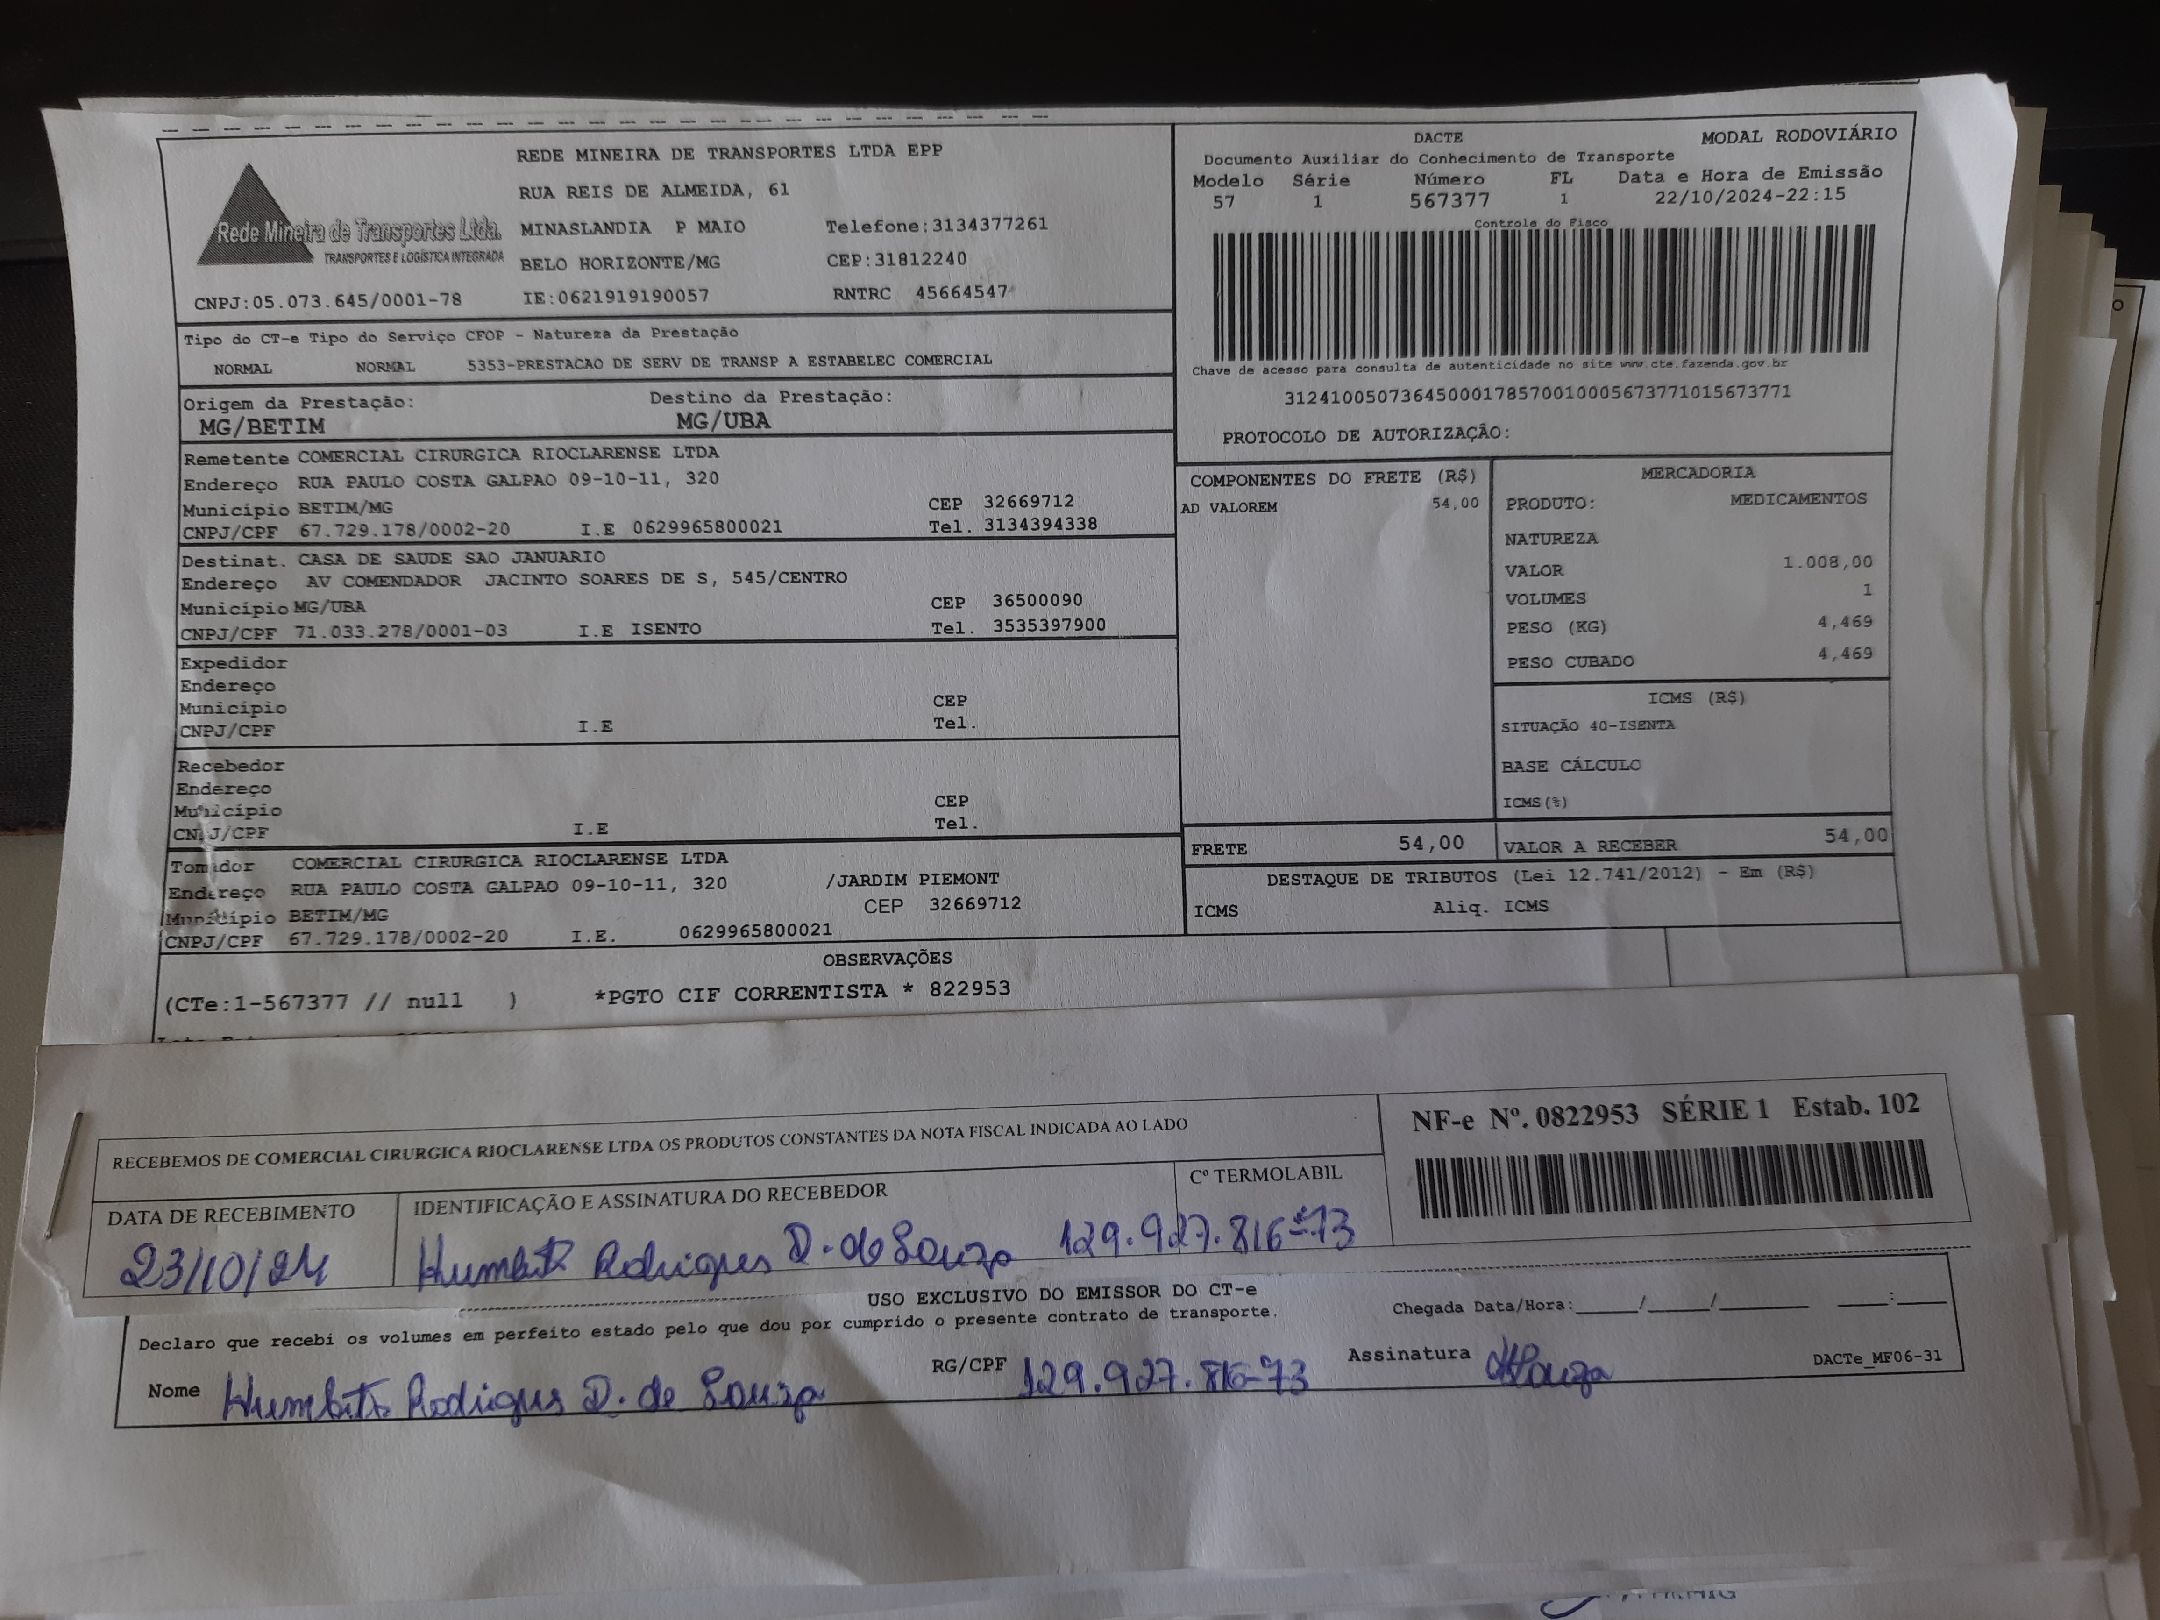 REDE MINEIRA DE TRANSPORTES LTDA EPP
RUA REIS DE ALMEIDA, 61
Rede Mineira de Transportes Ltda.
TRANSPORTES E LOGÍSTICA INTEGRADA
MINASLANDIA P MAIO Telefone:3134377261
BELO HORIZONTE/MG CEP:31812240
CNPJ:05.073.645/0001-78 IE:0621919190057 RNTRC 45664547
DACTE MODAL RODOVIÁRIO
Documento Auxiliar do Conhecimento de Transporte
Modelo Série Número FL Data e Hora de Emissão
57 1 567377 1 22/10/2024-22:15
Controle do Fisco
Chave de acesso para consulta de autenticidade no site www.cte.fazenda.gov.br
31241005073645000178570010005673771015673771
PROTOCOLO DE AUTORIZAÇÃO:
Tipo do CT-e Tipo do Serviço CFOP - Natureza da Prestação
NORMAL NORMAL 5353-PRESTACAO DE SERV DE TRANSP A ESTABELEC COMERCIAL
Origem da Prestação: Destino da Prestação:
MG/BETIM MG/UBA
Remetente COMERCIAL CIRURGICA RIOCLARENSE LTDA
Endereço RUA PAULO COSTA GALPAO 09-10-11, 320
Município BETIM/MG CEP 32669712
CNPJ/CPF 67.729.178/0002-20 I.E 0629965800021 Tel. 3134394338
Destinat. CASA DE SAUDE SAO JANUARIO
Endereço AV COMENDADOR JACINTO SOARES DE S, 545/CENTRO
Município MG/UBA CEP 36500090
CNPJ/CPF 71.033.278/0001-03 I.E ISENTO Tel. 3535397900
Expedidor
Endereço
Município CEP
CNPJ/CPF I.E Tel.
Recebedor
Endereço
Município CEP
CNPJ/CPF I.E Tel.
Tomador COMERCIAL CIRURGICA RIOCLARENSE LTDA
Endereço RUA PAULO COSTA GALPAO 09-10-11, 320 /JARDIM PIEMONT
Município BETIM/MG CEP 32669712
CNPJ/CPF 67.729.178/0002-20 I.E. 0629965800021
COMPONENTES DO FRETE (R$)
AD VALOREM 54,00
MERCADORIA
PRODUTO: MEDICAMENTOS
NATUREZA
VALOR 1.008,00
VOLUMES 1
PESO (KG) 4,469
PESO CUBADO 4,469
ICMS (R$)
SITUAÇÃO 40-ISENTA
BASE CÁLCULO
ICMS(%)
FRETE 54,00 VALOR A RECEBER 54,00
DESTAQUE DE TRIBUTOS (Lei 12.741/2012) - Em (R$)
ICMS Aliq. ICMS
OBSERVAÇÕES
(CTe:1-567377 // null ) *PGTO CIF CORRENTISTA * 822953
RECEBEMOS DE COMERCIAL CIRURGICA RIOCLARENSE LTDA OS PRODUTOS CONSTANTES DA NOTA FISCAL INDICADA AO LADO
NF-e Nº. 0822953 SÉRIE 1 Estab. 102
DATA DE RECEBIMENTO IDENTIFICAÇÃO E ASSINATURA DO RECEBEDOR Cº TERMOLABIL
23/10/24 Humberto Rodrigues D. de Souza 129.927.816-73
USO EXCLUSIVO DO EMISSOR DO CT-e
Declaro que recebi os volumes em perfeito estado pelo que dou por cumprido o presente contrato de transporte. Chegada Data/Hora:_____/_____/________ ____:____
Nome Humberto Rodrigues D. de Souza RG/CPF 129.927.816-73 Assinatura HSouza DACTe_MF06-31